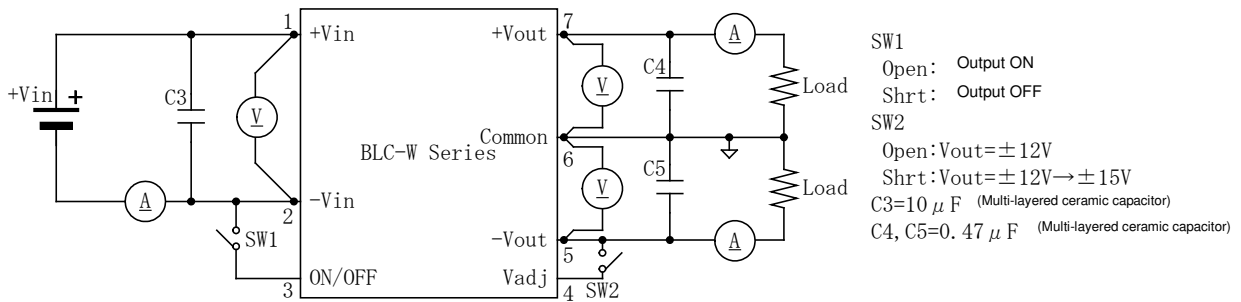 1
+Vin
+Vin
+
C3
V
A
2
-Vin
SW1
3
ON/OFF
BLC-W Series
7
+Vout
V
C4
A
Load
Common
6
V
C5
Load
-Vout
5
A
Vadj
4
SW2
SW1
Open: Output ON
Shrt: Output OFF
SW2
Open:Vout=±12V
Shrt:Vout=±12V→±15V
C3=10μF (Multi-layered ceramic capacitor)
C4,C5=0.47μF (Multi-layered ceramic capacitor)